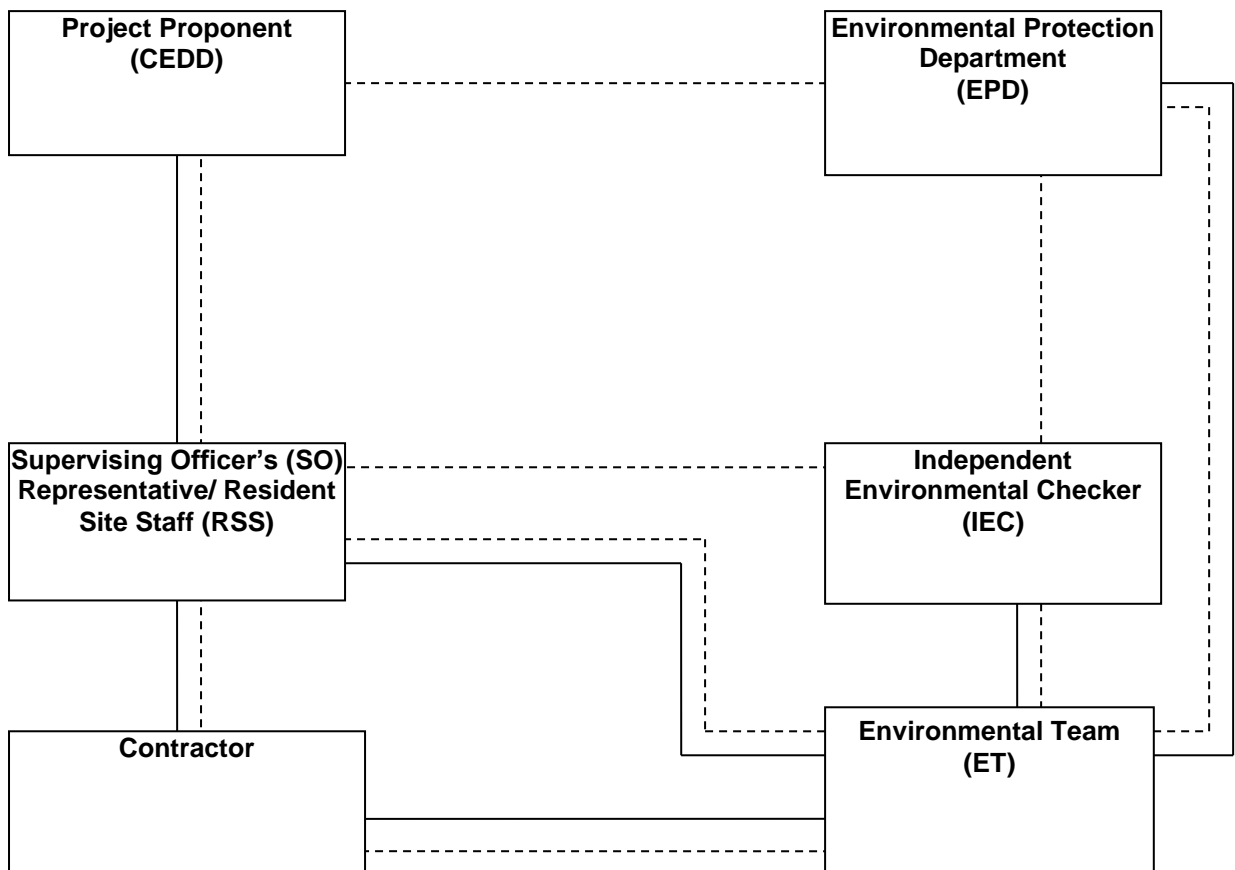 Project Proponent
(CEDD)
Environmental Protection
Department
(EPD)
Supervising Officer's (SO)
Representative/ Resident
Site Staff (RSS)
Independent
Environmental Checker
(IEC)
Contractor
Environmental Team
(ET)